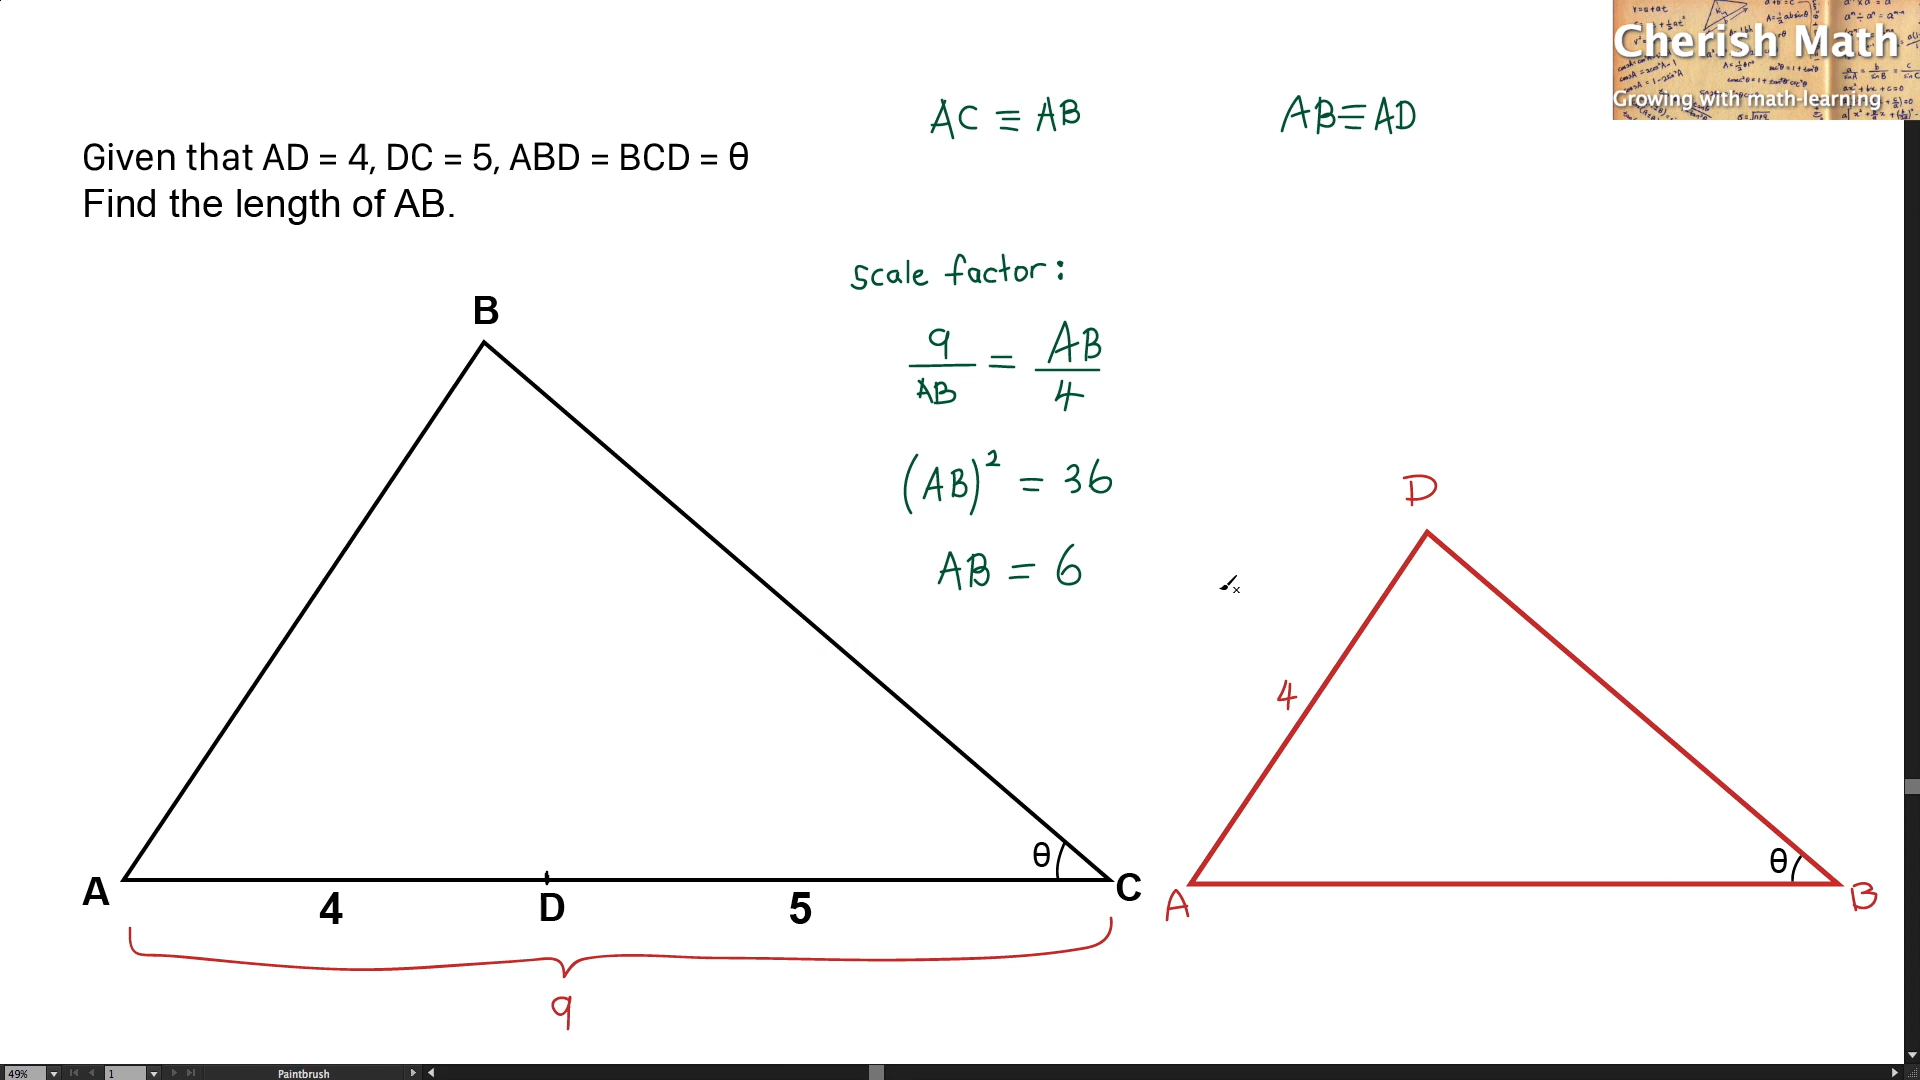 Cherish Math
Growing with math-learning
AC ≡ AB
AB ≡ AD
Given that AD = 4, DC = 5, ABD = BCD = θ
Find the length of AB.
scale factor:
9/AB = AB/4
(AB)² = 36
AB = 6
B
A
4
D
5
θ
C
9
D
4
A
θ
B
49%
1
Paintbrush